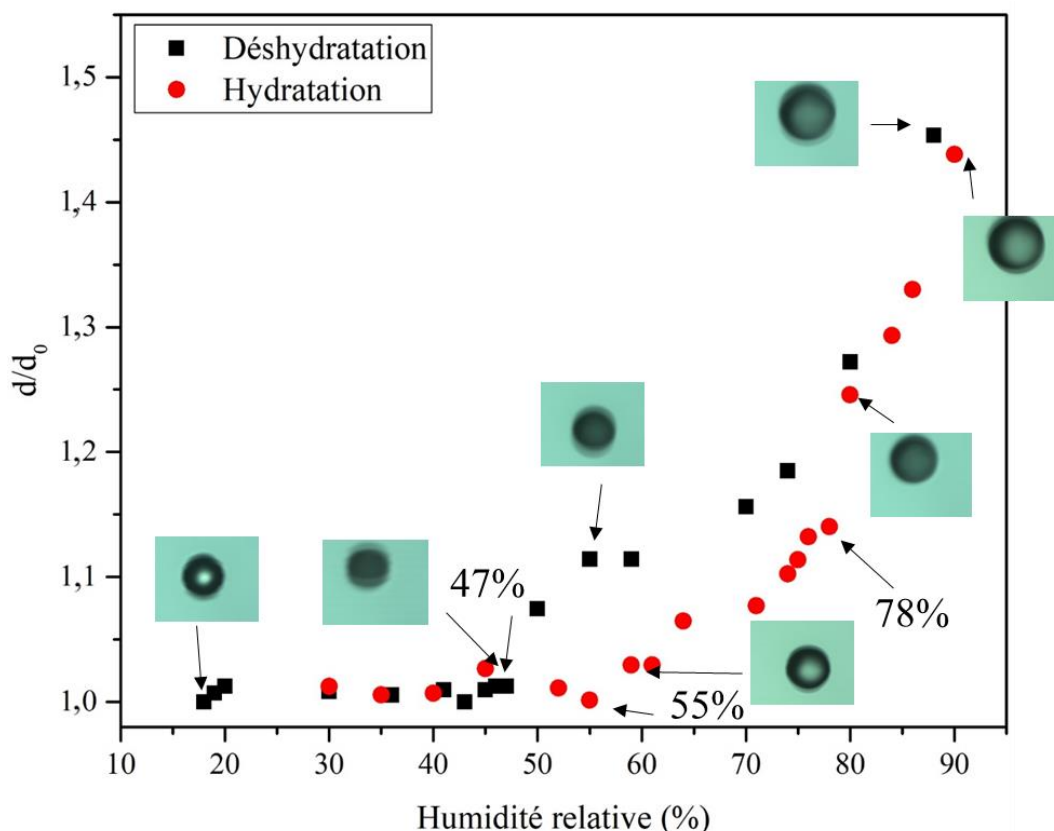 Déshydratation
Hydratation
1,5
1,4
1,3
1,2
1,1
1,0
d/d0
47%
78%
55%
10 20 30 40 50 60 70 80 90
Humidité relative (%)